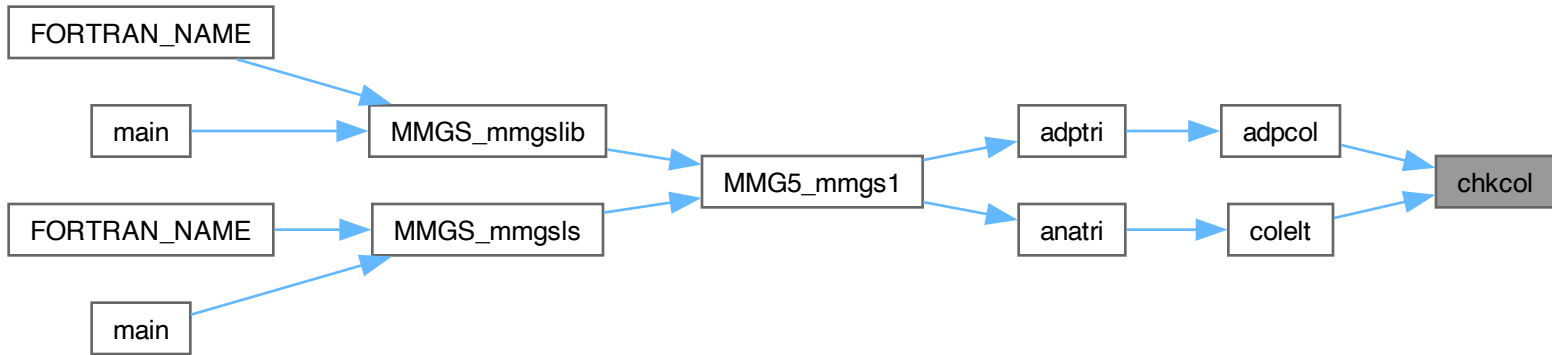 FORTRAN_NAME
main
MMGS_mmgslib
FORTRAN_NAME
main
MMGS_mmgsls
MMG5_mmgs1
adptri
anatri
adpcol
colelt
chkcol